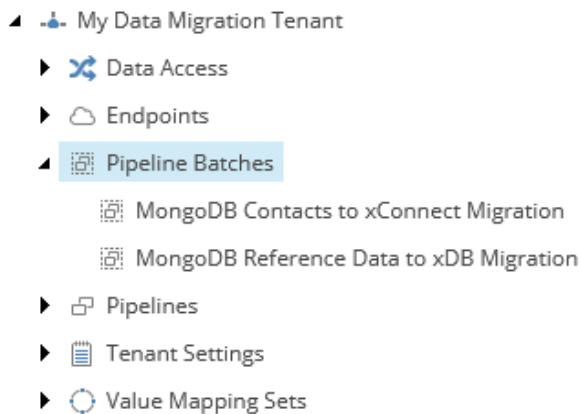 My Data Migration Tenant
Data Access
Endpoints
Pipeline Batches
MongoDB Contacts to xConnect Migration
MongoDB Reference Data to xDB Migration
Pipelines
Tenant Settings
Value Mapping Sets